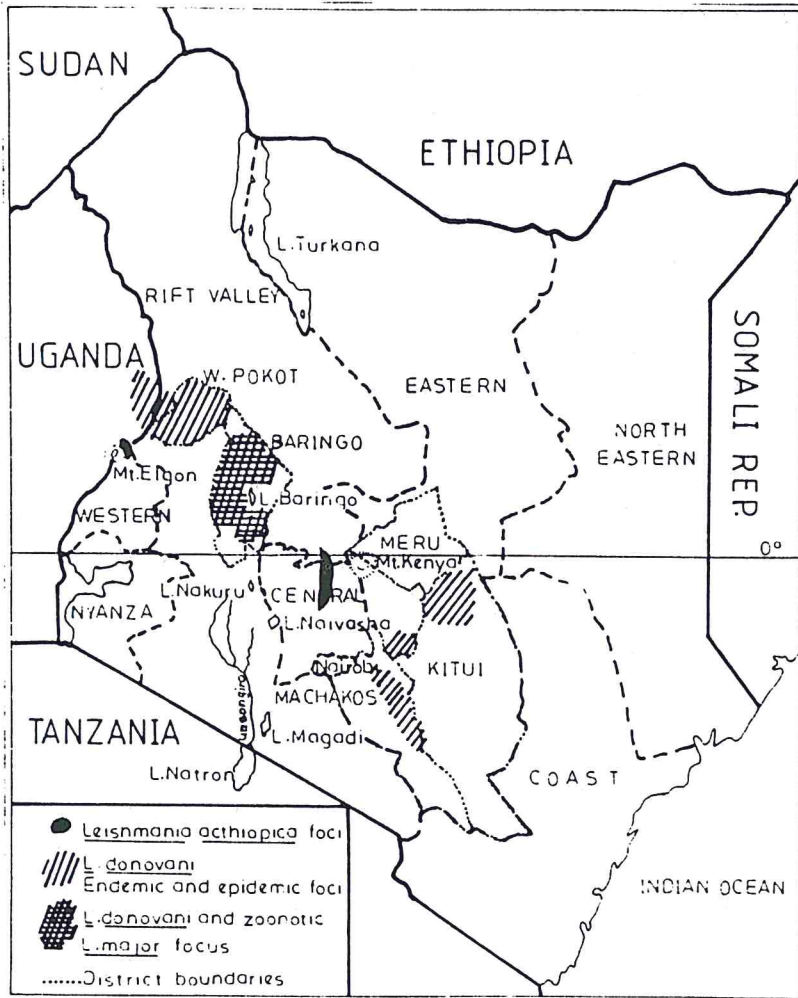 SUDAN
ETHIOPIA
L.Turkana
RIFT VALLEY
UGANDA
W. POKOT
EASTERN
SOMALI REP.
NORTH
EASTERN
BARINGO
Mt.Elgon
L.Baringo
WESTERN
MERU
0°
Mt.Kenya
L.Nakuru
CENTRAL
NYANZA
L.Naivasha
Nairobi
KITUI
MACHAKOS
TANZANIA
L.Magadi
L.Natron
COAST
INDIAN OCEAN
Leishmania acthiopica foci
L.donovani
Endemic and epidemic foci
L.donovani and zoonotic
L.major focus
District boundaries